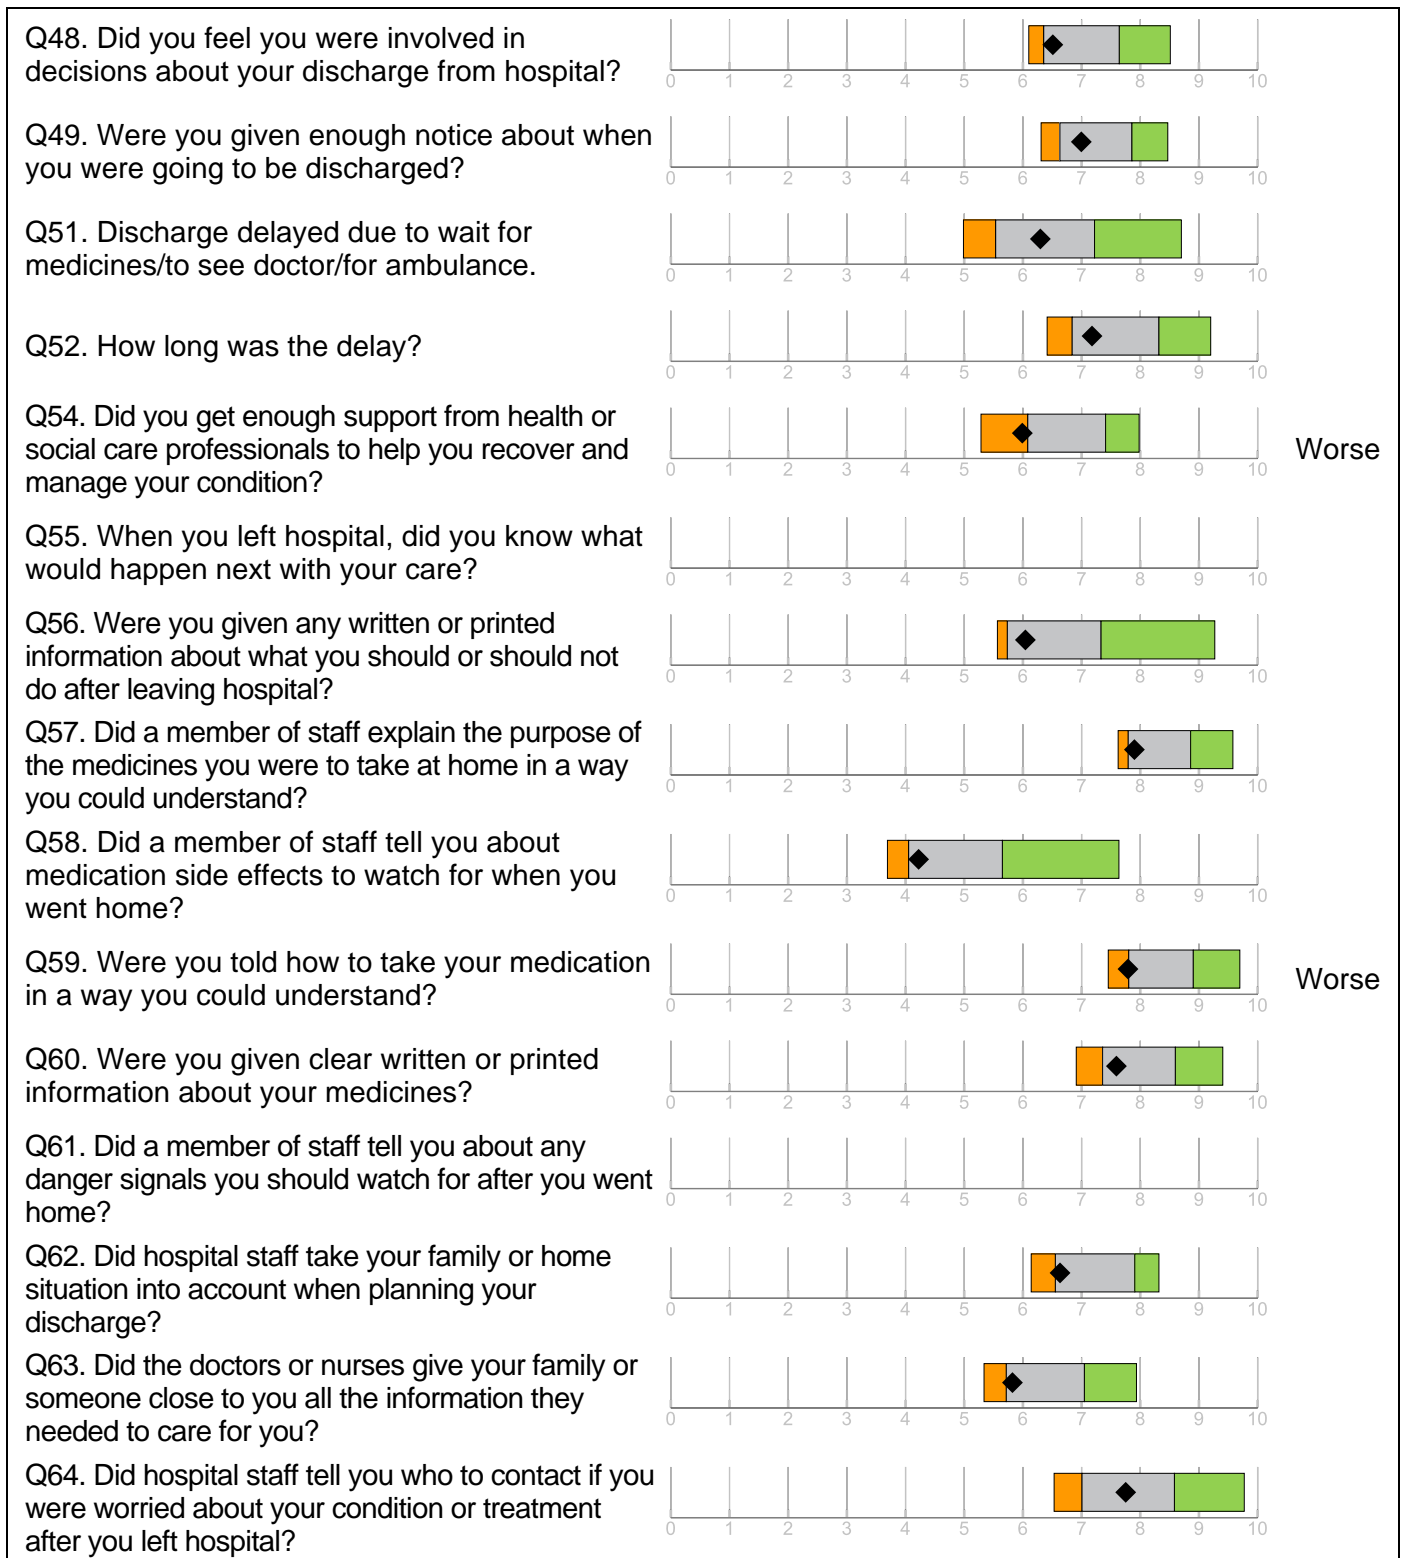 Q48. Did you feel you were involved in
decisions about your discharge from hospital?
0 1 2 3 4 5 6 7 8 9 10
Q49. Were you given enough notice about when
you were going to be discharged?
0 1 2 3 4 5 6 7 8 9 10
Q51. Discharge delayed due to wait for
medicines/to see doctor/for ambulance.
0 1 2 3 4 5 6 7 8 9 10
Q52. How long was the delay?
0 1 2 3 4 5 6 7 8 9 10
Q54. Did you get enough support from health or
social care professionals to help you recover and
manage your condition?
0 1 2 3 4 5 6 7 8 9 10
Worse
Q55. When you left hospital, did you know what
would happen next with your care?
0 1 2 3 4 5 6 7 8 9 10
Q56. Were you given any written or printed
information about what you should or should not
do after leaving hospital?
0 1 2 3 4 5 6 7 8 9 10
Q57. Did a member of staff explain the purpose of
the medicines you were to take at home in a way
you could understand?
0 1 2 3 4 5 6 7 8 9 10
Q58. Did a member of staff tell you about
medication side effects to watch for when you
went home?
0 1 2 3 4 5 6 7 8 9 10
Q59. Were you told how to take your medication
in a way you could understand?
0 1 2 3 4 5 6 7 8 9 10
Worse
Q60. Were you given clear written or printed
information about your medicines?
0 1 2 3 4 5 6 7 8 9 10
Q61. Did a member of staff tell you about any
danger signals you should watch for after you went
home?
0 1 2 3 4 5 6 7 8 9 10
Q62. Did hospital staff take your family or home
situation into account when planning your
discharge?
0 1 2 3 4 5 6 7 8 9 10
Q63. Did the doctors or nurses give your family or
someone close to you all the information they
needed to care for you?
0 1 2 3 4 5 6 7 8 9 10
Q64. Did hospital staff tell you who to contact if you
were worried about your condition or treatment
after you left hospital?
0 1 2 3 4 5 6 7 8 9 10